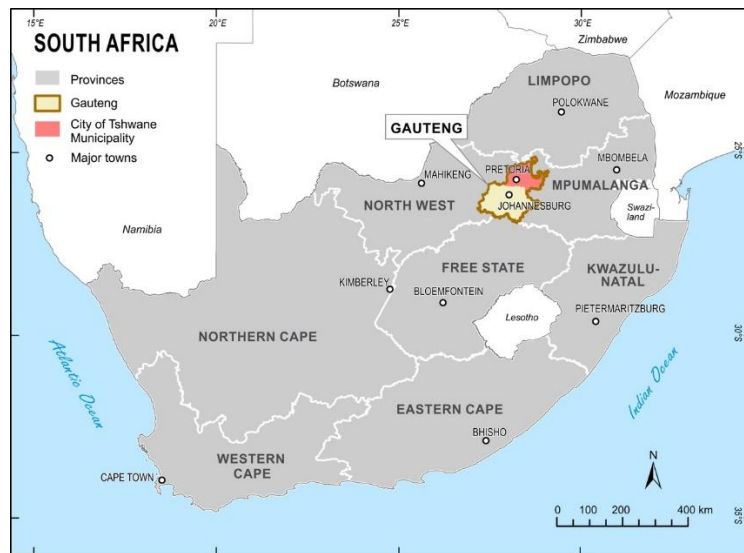 15°E
20°E
25°E
30°E
SOUTH AFRICA
Provinces
Gauteng
City of Tshwane
Municipality
Major towns
Zimbabwe
Botswana
LIMPOPO
POLOKWANE
Mozambique
GAUTENG
25°S
25°S
MBOMBELA
PRETORIA
MAHIKENG
MPUMALANGA
NORTH WEST
JOHANNESBURG
Swazi-
land
Namibia
FREE STATE
KWAZULU-
NATAL
KIMBERLEY
BLOEMFONTEIN
PIETERMARITZBURG
Lesotho
30°S
30°S
NORTHERN CAPE
Atlantic Ocean
Indian Ocean
EASTERN CAPE
BHISHO
WESTERN
CAPE
CAPE TOWN
N
35°S
35°S
0 100 200 400 km